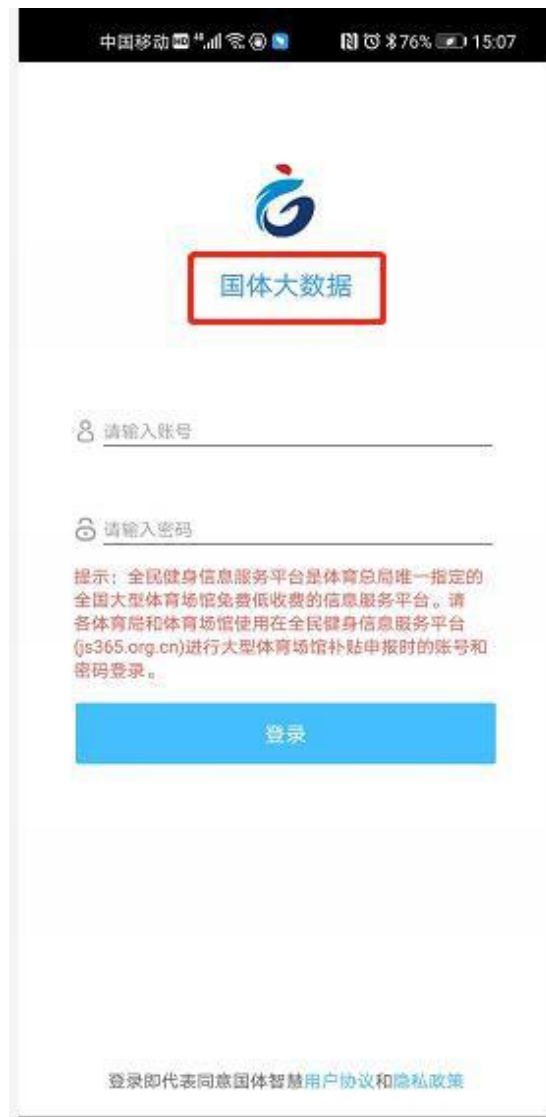 中国移动 HD 76% 15:07
国体大数据
请输入账号
请输入密码
提示：全民健身信息服务平台是体育总局唯一指定的
全国大型体育场馆免费低收费的信息服务平台。请
各体育局和体育场馆使用在全民健身信息服务平台
(js365.org.cn)进行大型体育场馆补贴申报时的账号和
密码登录。
登录
登录即代表同意国体智慧用户协议和隐私政策